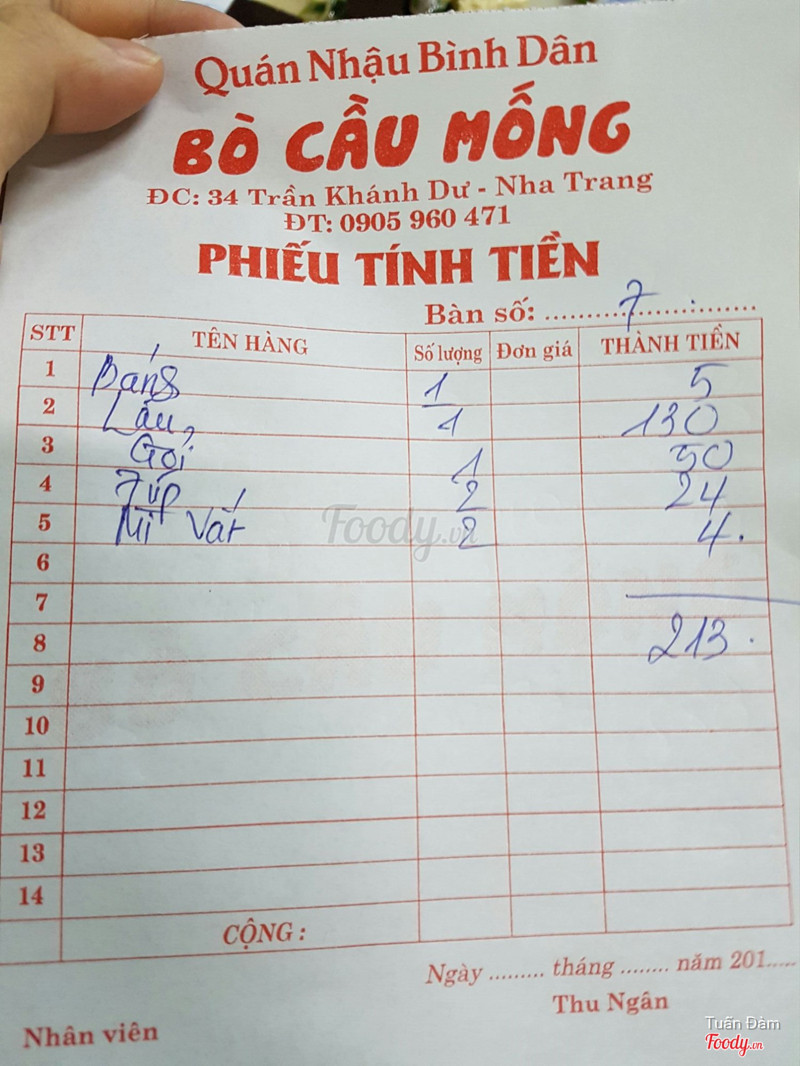 Quán Nhậu Bình Dân
BÒ CẦU MỐNG
ĐC: 34 Trần Khánh Dư - Nha Trang
ĐT: 0905 960 471
PHIẾU TÍNH TIỀN
Bàn số: ........7.............
STT TÊN HÀNG Số lượng Đơn giá THÀNH TIỀN
1 1 5
2 Lẩu 1 130
3 Gỏi 1 50
4 2 24
5 Mì Vắt 2 4.
6
7
8 213.
9
10
11
12
13
14
CỘNG :
Ngày ......... tháng ........ năm 201.....
Thu Ngân
Nhân viên
Foody.vn
Tuấn Đàm
Foody.vn